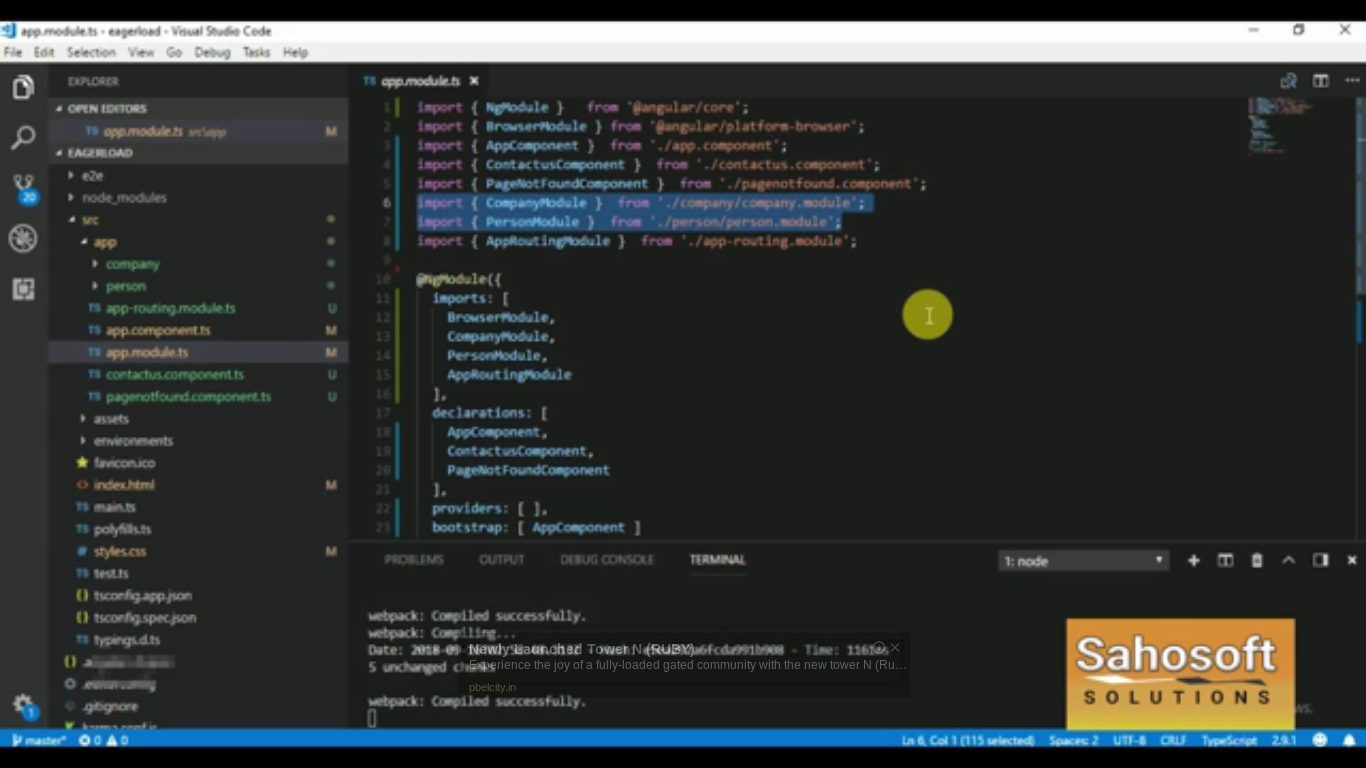 app.module.ts - eagerload - Visual Studio Code
File Edit Selection View Go Debug Tasks Help
EXPLORER
OPEN EDITORS
TS app.module.ts src\app M
EAGERLOAD
e2e
node_modules
src
app
company
person
TS app-routing.module.ts U
TS app.component.ts M
TS app.module.ts M
TS contactus.component.ts U
TS pagenotfound.component.ts U
assets
environments
favicon.ico
index.html M
TS main.ts
TS polyfills.ts
styles.css M
TS test.ts
{} tsconfig.app.json
{} tsconfig.spec.json
TS typings.d.ts
{}
.editorconfig
.gitignore
karma.conf.js
20
1
TS app.module.ts
1 import { NgModule } from '@angular/core';
2 import { BrowserModule } from '@angular/platform-browser';
3 import { AppComponent } from './app.component';
4 import { ContactusComponent } from './contactus.component';
5 import { PageNotFoundComponent } from './pagenotfound.component';
6 import { CompanyModule } from './company/company.module';
7 import { PersonModule } from './person/person.module';
8 import { AppRoutingModule } from './app-routing.module';
9
10 @NgModule({
11 imports: [
12 BrowserModule,
13 CompanyModule,
14 PersonModule,
15 AppRoutingModule
16 ],
17 declarations: [
18 AppComponent,
19 ContactusComponent,
20 PageNotFoundComponent
21 ],
22 providers: [ ],
23 bootstrap: [ AppComponent ]
PROBLEMS OUTPUT DEBUG CONSOLE TERMINAL 1: node
webpack: Compiled successfully.
webpack: Compiling...
Date: 2018-09- - Time:
5 unchanged chunks
webpack: Compiled successfully.
Newly Launched Tower N (RUBY)
Experience the joy of a fully-loaded gated community with the new tower N (Ru...
pbelcity.in
Sahosoft
SOLUTIONS
master* 0 0 Ln 6, Col 1 (115 selected) Spaces: 2 UTF-8 CRLF TypeScript 2.9.1